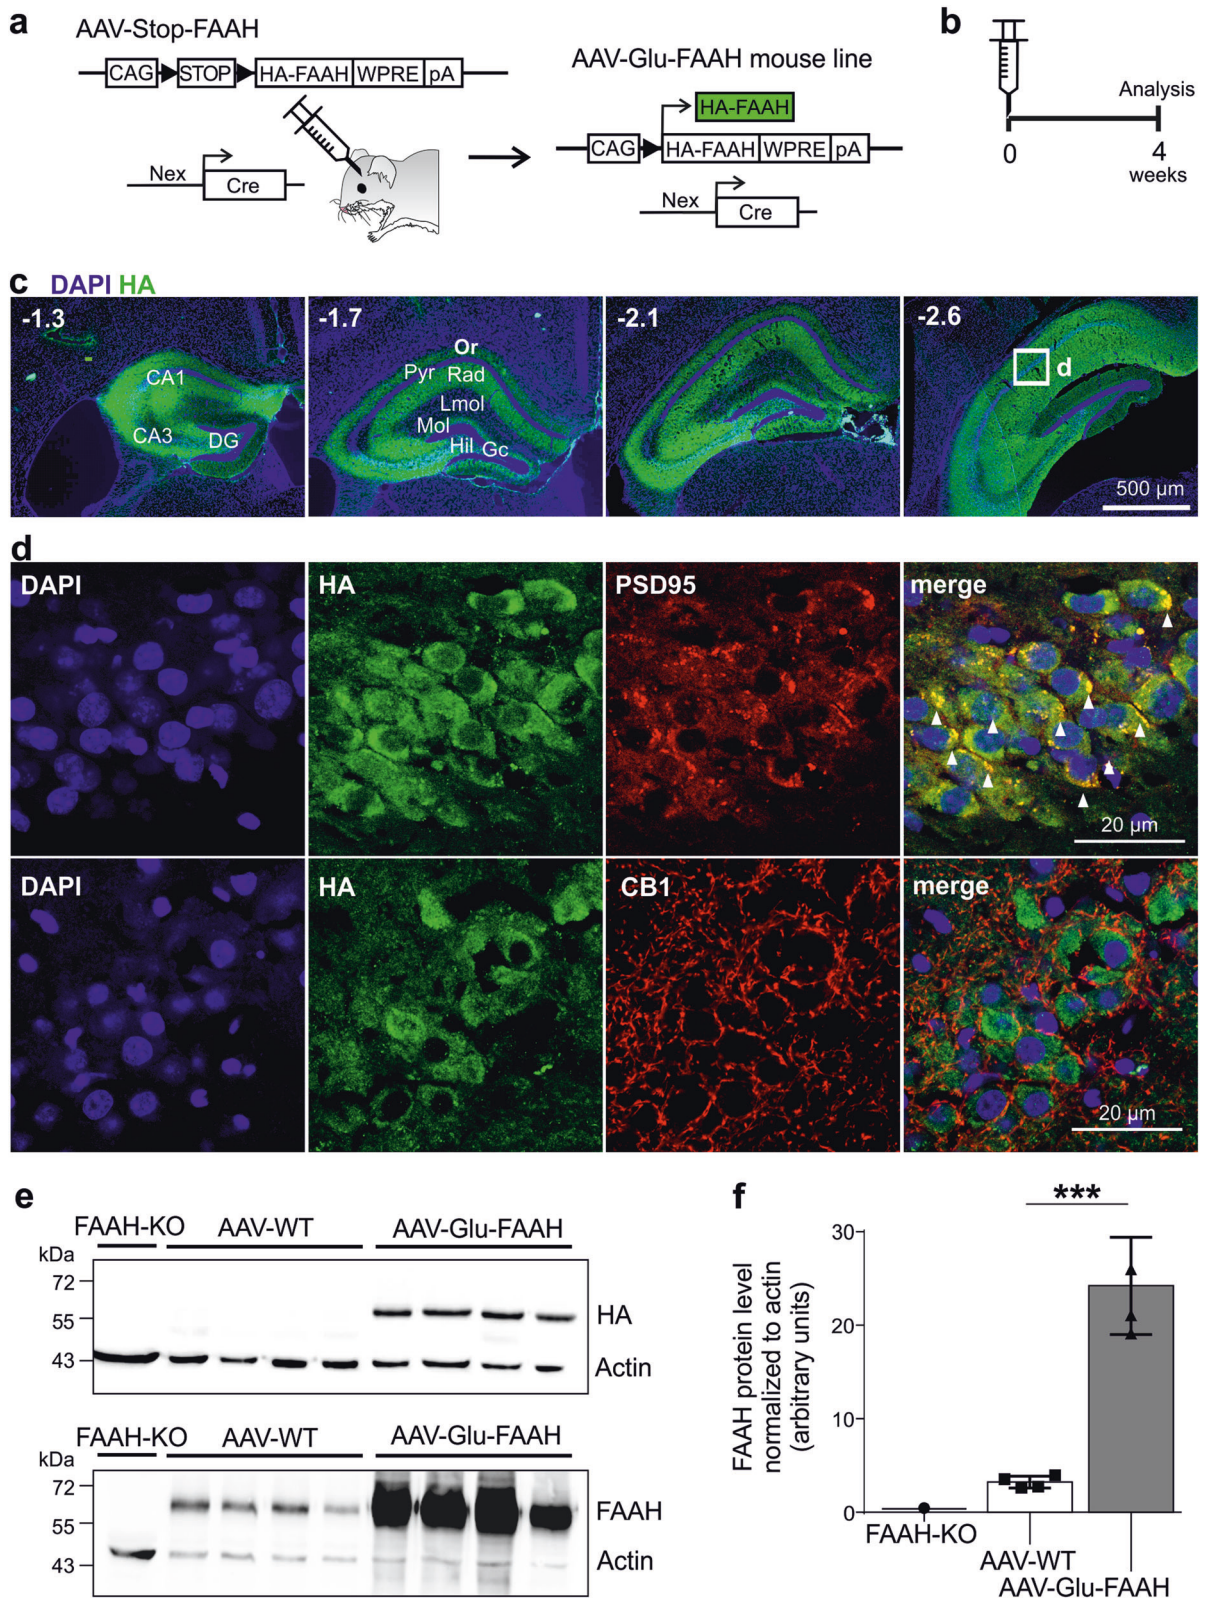 a
AAV-Stop-FAAH
CAG STOP HA-FAAH WPRE pA
Nex
Cre
AAV-Glu-FAAH mouse line
HA-FAAH
CAG HA-FAAH WPRE pA
Nex
Cre
b
Analysis
0 4
weeks
c DAPI HA
-1.3
CA1
CA3
DG
-1.7
Or
Pyr Rad
Lmol
Mol
Hil Gc
-2.1
-2.6
d
500 µm
d
DAPI HA PSD95 merge
20 µm
DAPI HA CB1 merge
20 µm
e
FAAH-KO AAV-WT AAV-Glu-FAAH
kDa
72
55
43
HA
Actin
FAAH-KO AAV-WT AAV-Glu-FAAH
kDa
72
55
43
FAAH
Actin
f
***
FAAH protein level
normalized to actin
(arbitrary units)
30
20
10
0
FAAH-KO
AAV-WT
AAV-Glu-FAAH